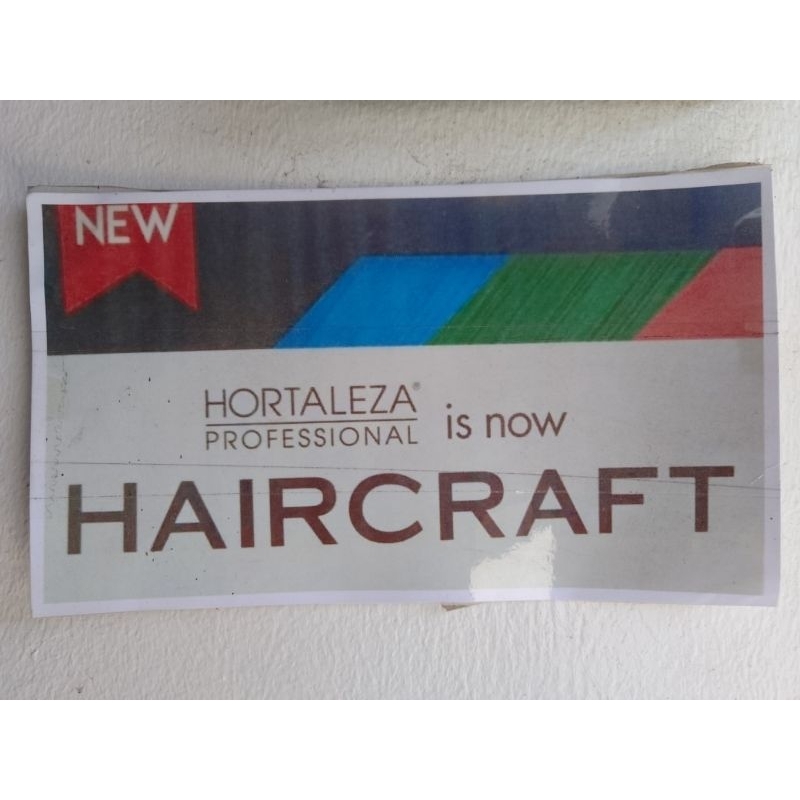 NEW
HORTALEZA® is now
PROFESSIONAL
HAIRCRAFT